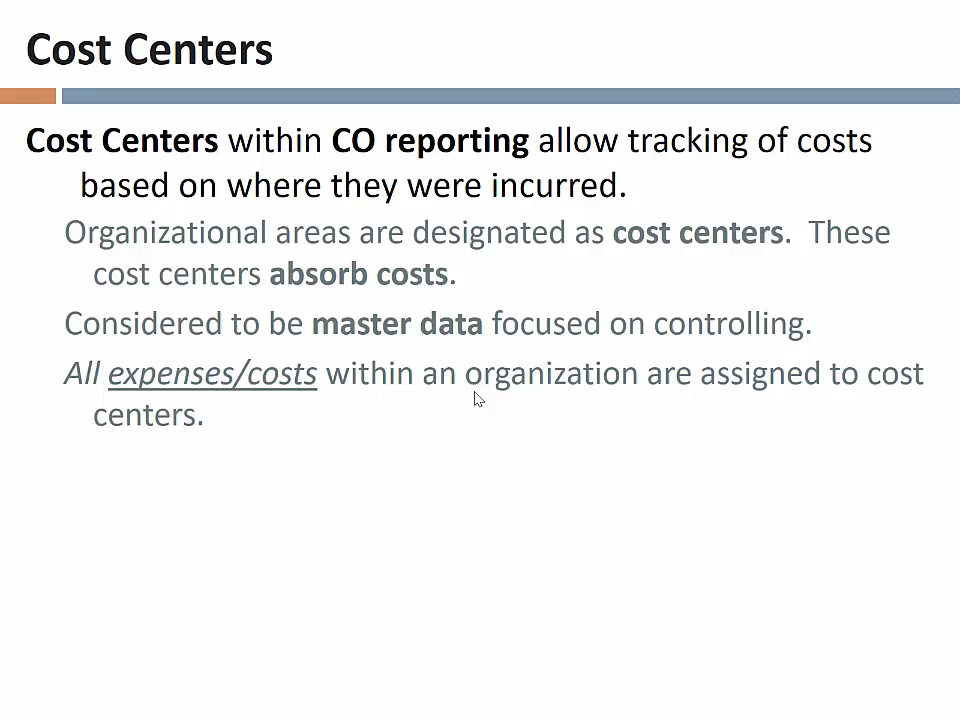 Cost Centers
Cost Centers within CO reporting allow tracking of costs
based on where they were incurred.
Organizational areas are designated as cost centers. These
cost centers absorb costs.
Considered to be master data focused on controlling.
All expenses/costs within an organization are assigned to cost
centers.